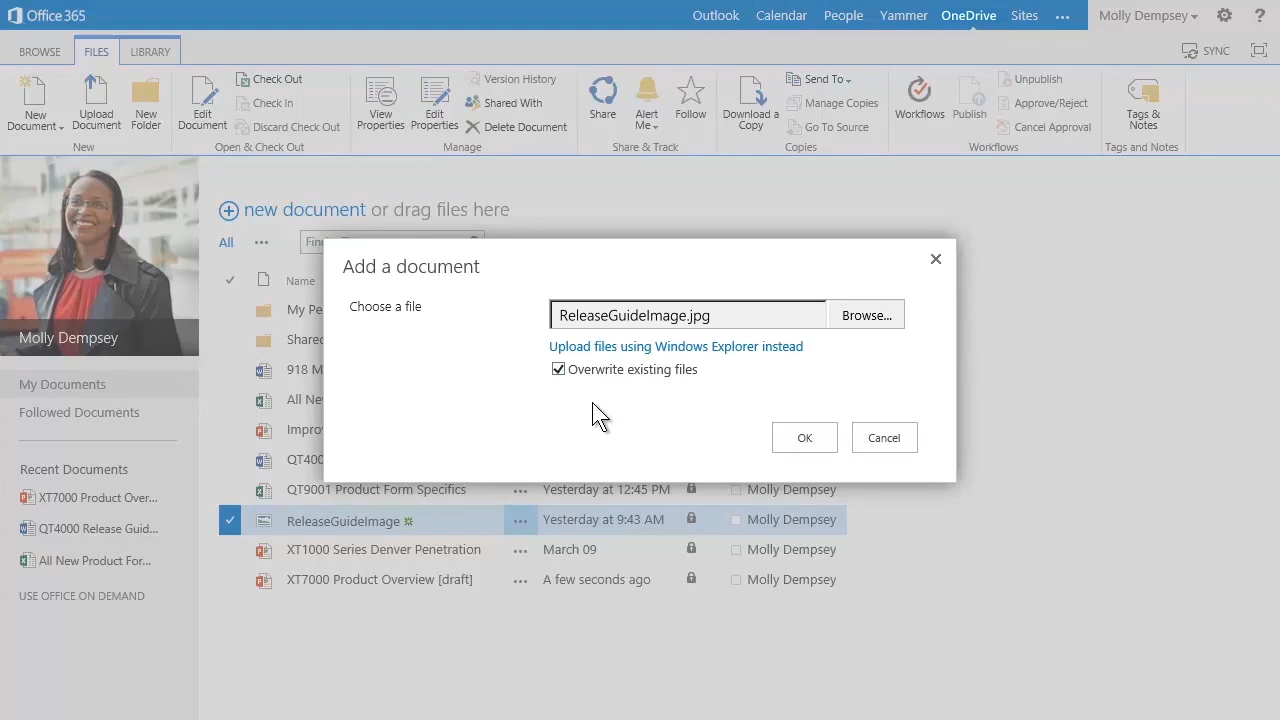 Office 365
Outlook Calendar People Yammer OneDrive Sites ... Molly Dempsey ?
BROWSE FILES LIBRARY SYNC
New Document
Upload Document
New Folder
New
Edit Document
Check Out
Check In
Discard Check Out
Open & Check Out
View Properties
Edit Properties
Version History
Shared With
Delete Document
Manage
Share
Alert Me
Follow
Share & Track
Download a Copy
Send To
Manage Copies
Go To Source
Copies
Workflows
Publish
Unpublish
Approve/Reject
Cancel Approval
Workflows
Tags & Notes
Tags and Notes
Molly Dempsey
My Documents
Followed Documents
Recent Documents
XT7000 Product Over...
QT4000 Release Guid...
All New Product For...
USE OFFICE ON DEMAND
new document or drag files here
All ...
Name
My Pe
Shared
918 M
All Ne
Improv
QT400
Add a document
Choose a file
ReleaseGuideImage.jpg Browse...
Upload files using Windows Explorer instead
Overwrite existing files
OK Cancel
QT9001 Product Form Specifics ... Yesterday at 12:45 PM Molly Dempsey
ReleaseGuideImage ... Yesterday at 9:43 AM Molly Dempsey
XT1000 Series Denver Penetration ... March 09 Molly Dempsey
XT7000 Product Overview [draft] ... A few seconds ago Molly Dempsey